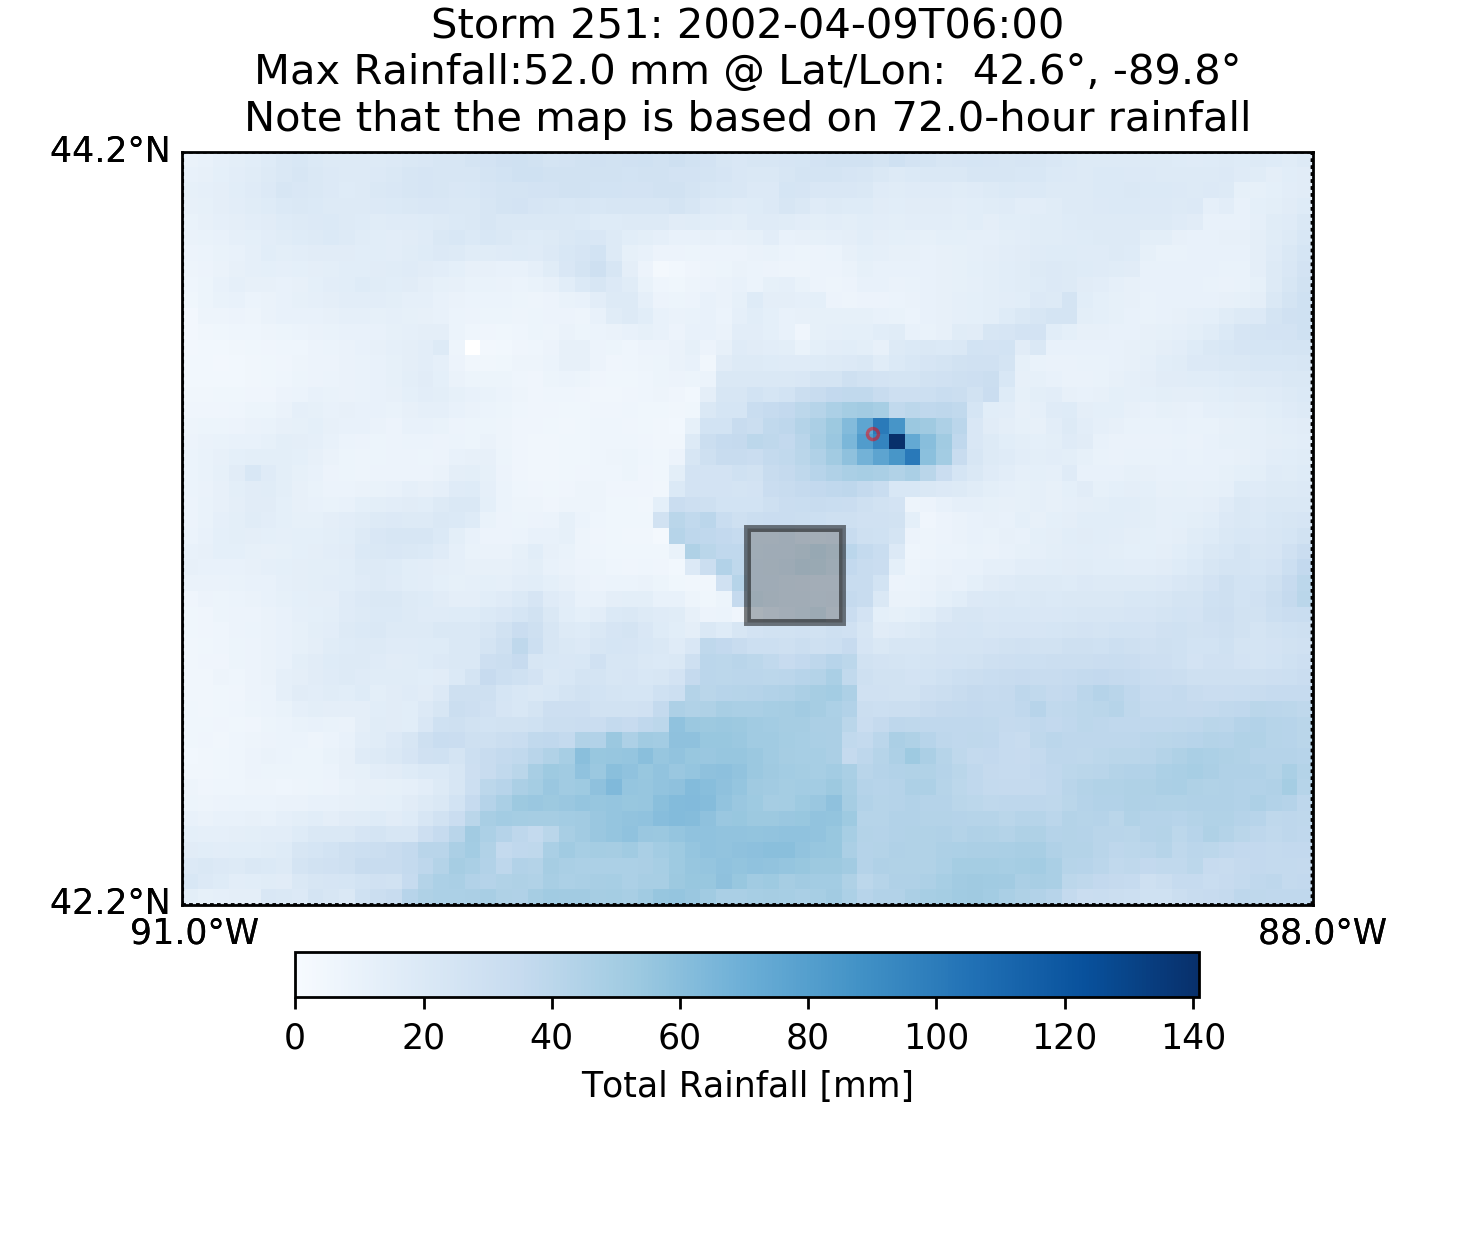 Storm 251: 2002-04-09T06:00
Max Rainfall:52.0 mm @ Lat/Lon:  42.6°, -89.8°
Note that the map is based on 72.0-hour rainfall
44.2°N
42.2°N
91.0°W 88.0°W
0 20 40 60 80 100 120 140
Total Rainfall [mm]